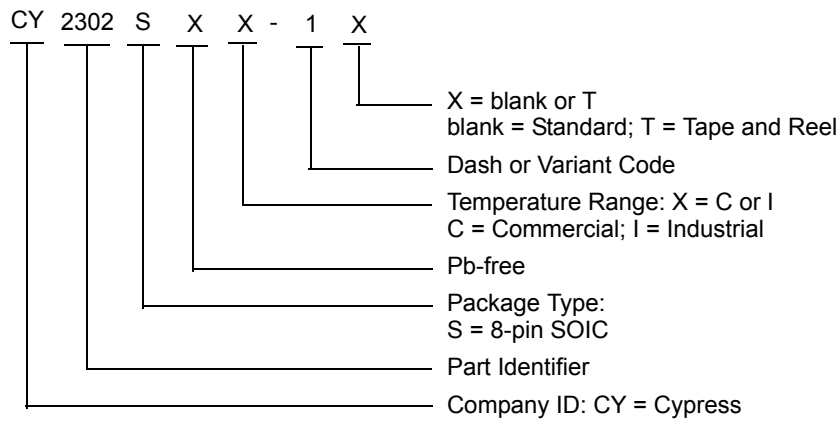 CY 2302 S X X - 1 X
X = blank or T
blank = Standard; T = Tape and Reel
Dash or Variant Code
Temperature Range: X = C or I
C = Commercial; I = Industrial
Pb-free
Package Type:
S = 8-pin SOIC
Part Identifier
Company ID: CY = Cypress